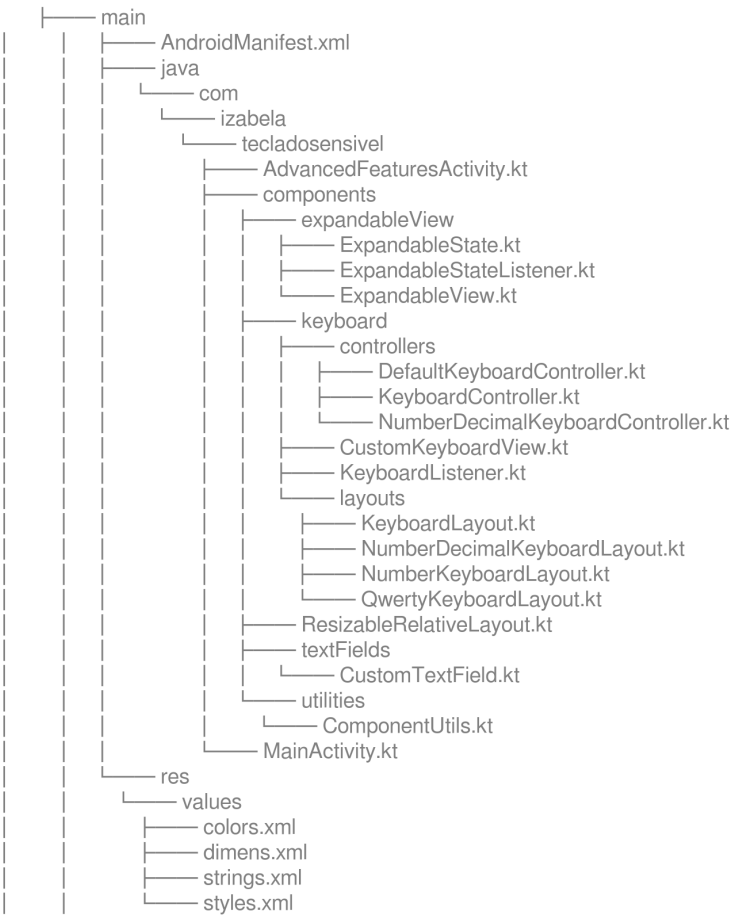 main
AndroidManifest.xml
java
com
izabela
tecladosensivel
AdvancedFeaturesActivity.kt
components
expandableView
ExpandableState.kt
ExpandableStateListener.kt
ExpandableView.kt
keyboard
controllers
DefaultKeyboardController.kt
KeyboardController.kt
NumberDecimalKeyboardController.kt
CustomKeyboardView.kt
KeyboardListener.kt
layouts
KeyboardLayout.kt
NumberDecimalKeyboardLayout.kt
NumberKeyboardLayout.kt
QwertyKeyboardLayout.kt
ResizableRelativeLayout.kt
textFields
CustomTextField.kt
utilities
ComponentUtils.kt
MainActivity.kt
res
values
colors.xml
dimens.xml
strings.xml
styles.xml